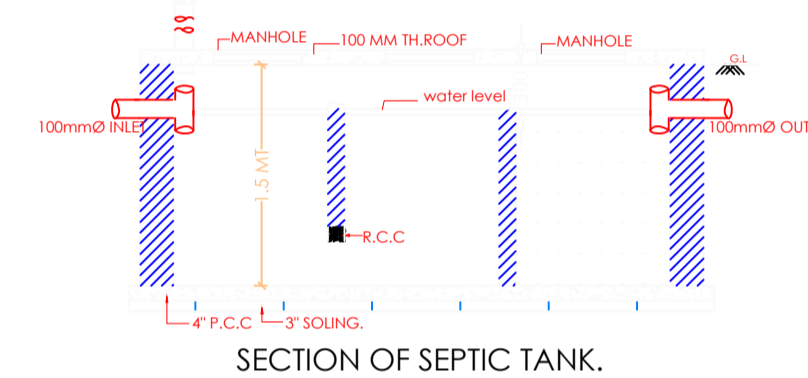 MANHOLE
100 MM TH.ROOF
MANHOLE
G.L
water level
100mmØ INLET
100mmØ OUT
1.5 MT
R.C.C
4" P.C.C
3" SOLING.
SECTION OF SEPTIC TANK.